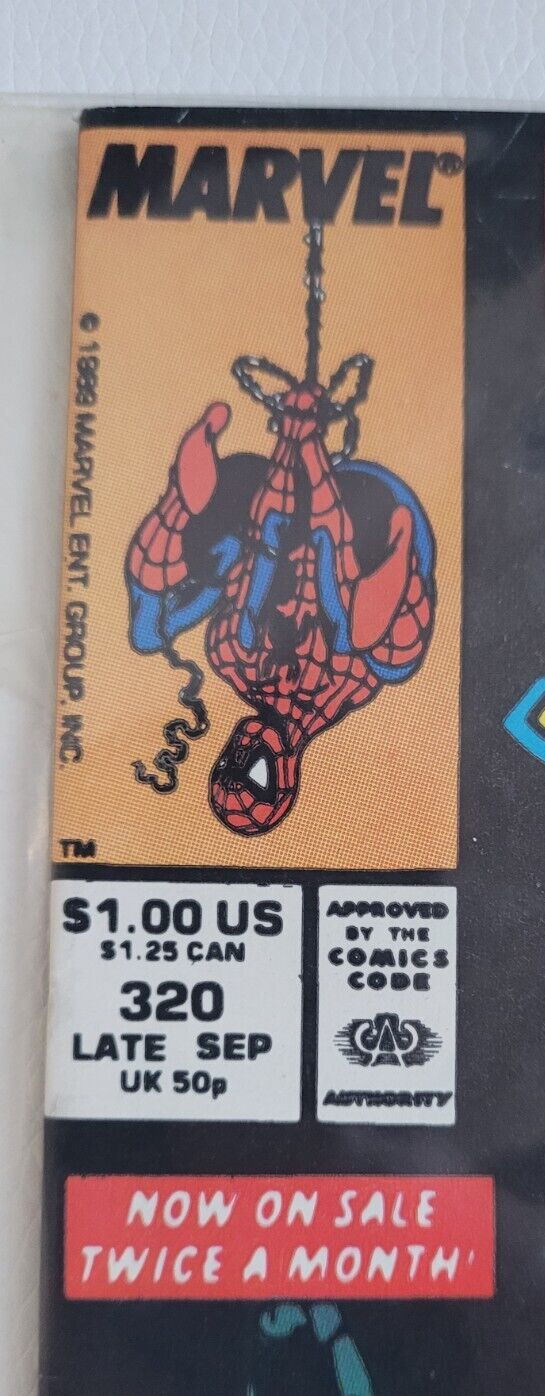 MARVEL®
© 1989 MARVEL ENT. GROUP, INC.
TM
$1.00 US
$1.25 CAN
320
LATE SEP
UK 50p
APPROVED
BY THE
COMICS
CODE
AUTHORITY
NOW ON SALE
TWICE A MONTH!